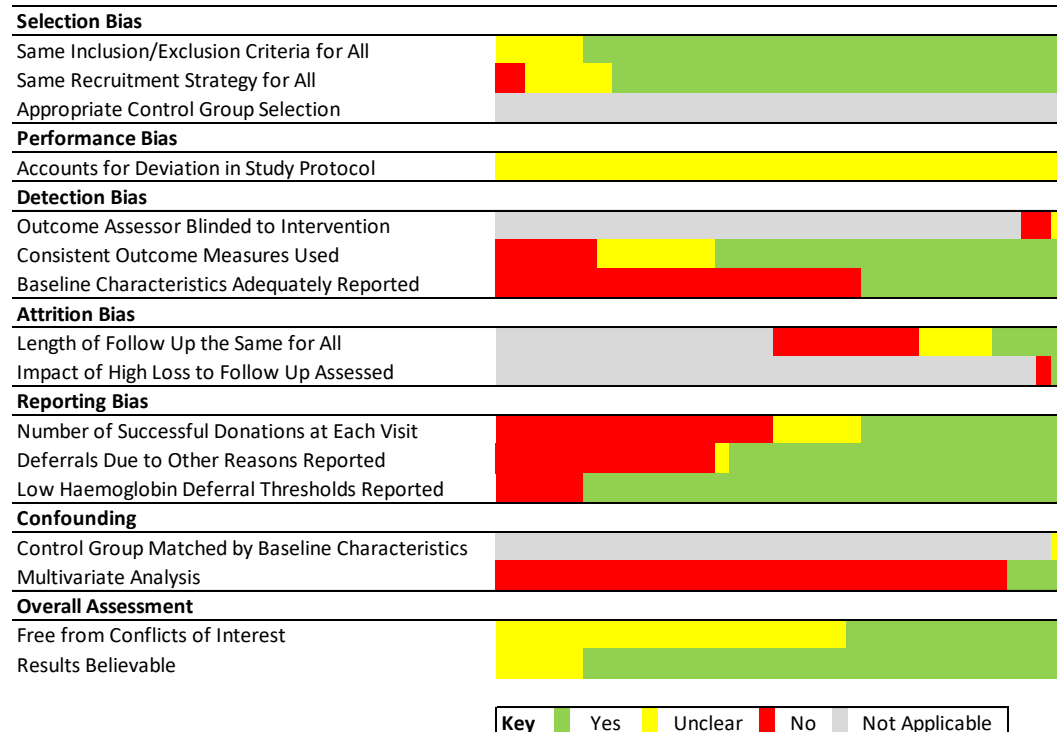 Selection Bias
Same Inclusion/Exclusion Criteria for All
Same Recruitment Strategy for All
Appropriate Control Group Selection
Performance Bias
Accounts for Deviation in Study Protocol
Detection Bias
Outcome Assessor Blinded to Intervention
Consistent Outcome Measures Used
Baseline Characteristics Adequately Reported
Attrition Bias
Length of Follow Up the Same for All
Impact of High Loss to Follow Up Assessed
Reporting Bias
Number of Successful Donations at Each Visit
Deferrals Due to Other Reasons Reported
Low Haemoglobin Deferral Thresholds Reported
Confounding
Control Group Matched by Baseline Characteristics
Multivariate Analysis
Overall Assessment
Free from Conflicts of Interest
Results Believable
Key Yes Unclear No Not Applicable